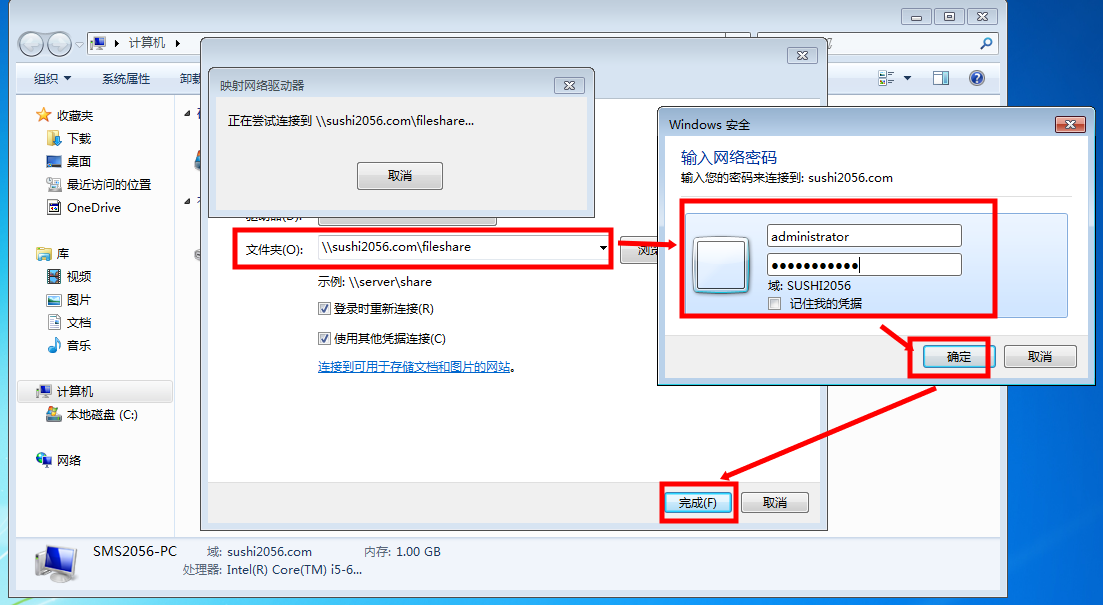 计算机
组织
系统属性
卸载
收藏夹
下载
桌面
最近访问的位置
OneDrive
库
视频
图片
文档
音乐
计算机
本地磁盘 (C:)
网络
映射网络驱动器
正在尝试连接到 \\sushi2056.com\fileshare...
取消
文件夹(O):
\\sushi2056.com\fileshare
示例: \\server\share
登录时重新连接(R)
使用其他凭据连接(C)
连接到可用于存储文档和图片的网站。
完成(F)
取消
Windows 安全
输入网络密码
输入您的密码来连接到: sushi2056.com
administrator
域: SUSHI2056
记住我的凭据
确定
取消
SMS2056-PC
域: sushi2056.com
内存: 1.00 GB
处理器: Intel(R) Core(TM) i5-6...